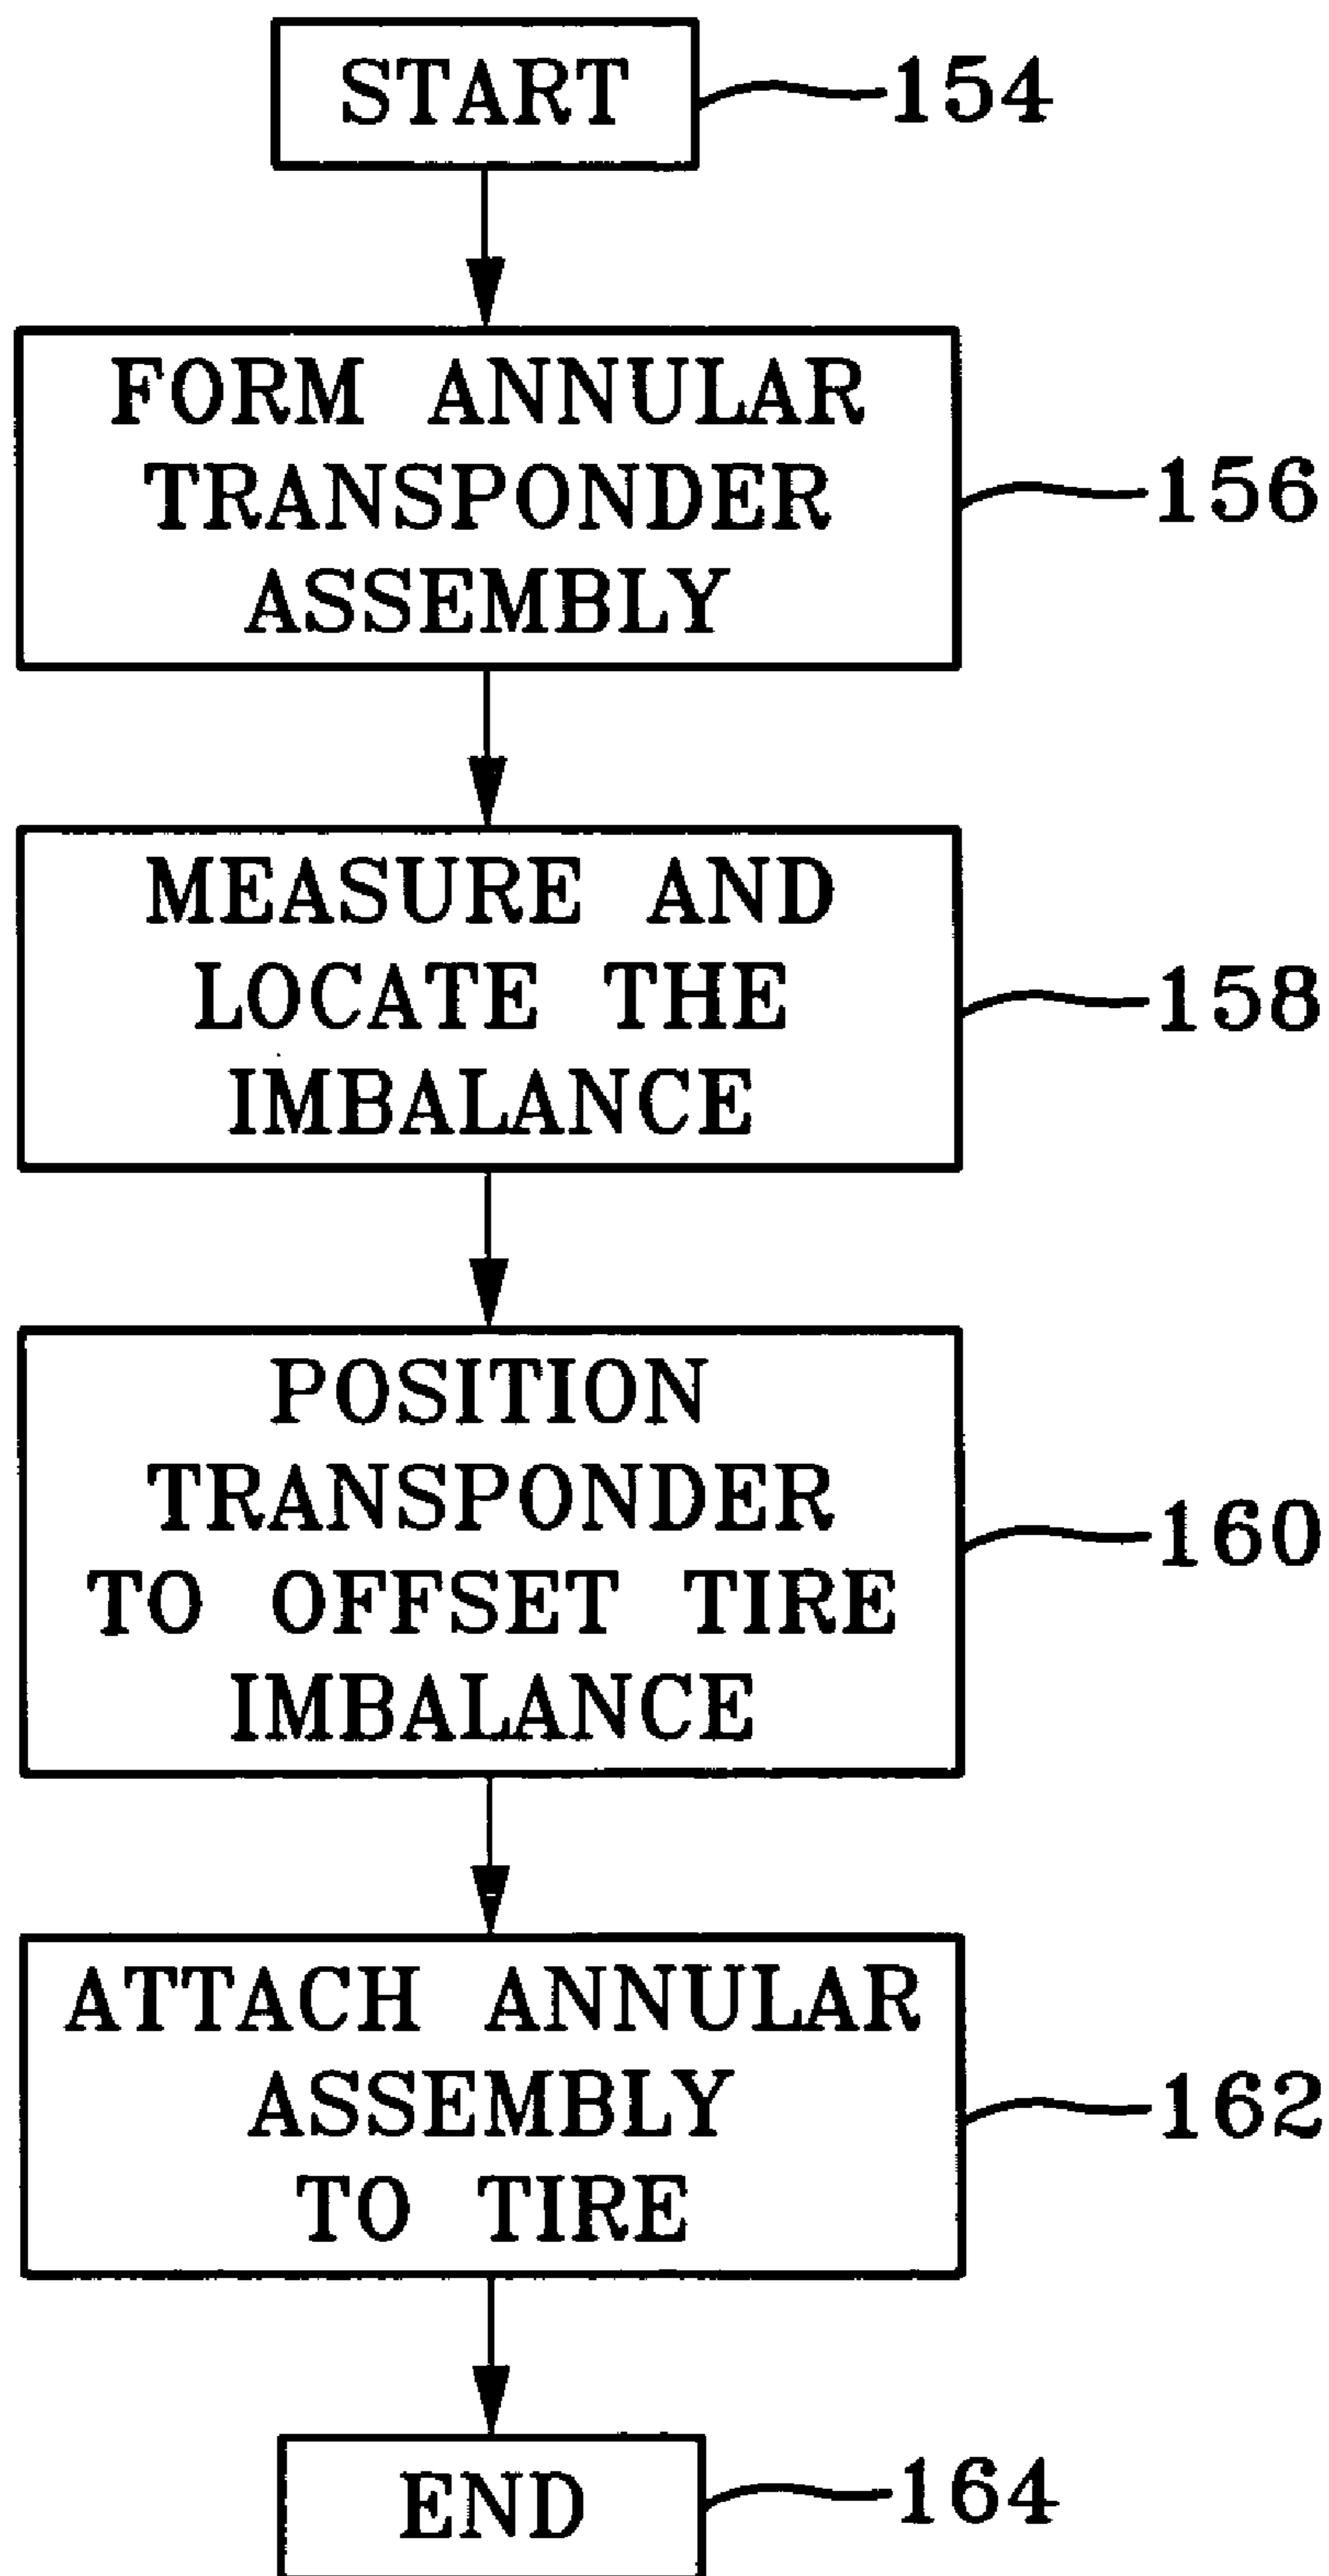 START
154
FORM ANNULAR
TRANSPONDER
ASSEMBLY
156
MEASURE AND
LOCATE THE
IMBALANCE
158
POSITION
TRANSPONDER
TO OFFSET TIRE
IMBALANCE
160
ATTACH ANNULAR
ASSEMBLY
TO TIRE
162
END
164